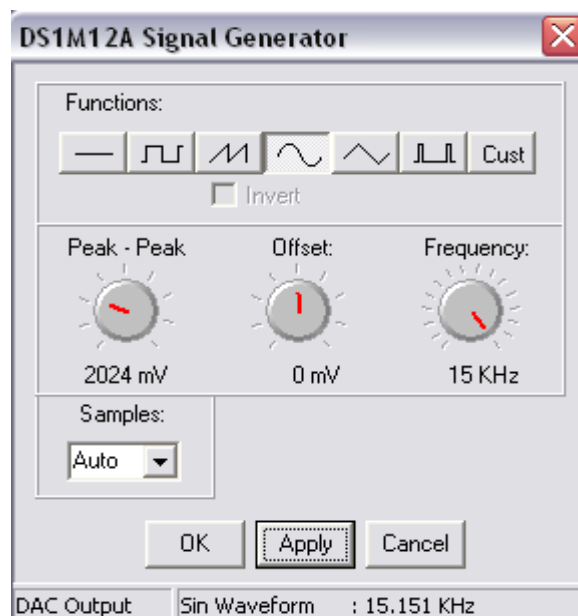 DS1M12A Signal Generator
Functions:
Cust
Invert
Peak - Peak Offset: Frequency:
2024 mV 0 mV 15 KHz
Samples:
Auto
OK Apply Cancel
DAC Output Sin Waveform : 15.151 KHz